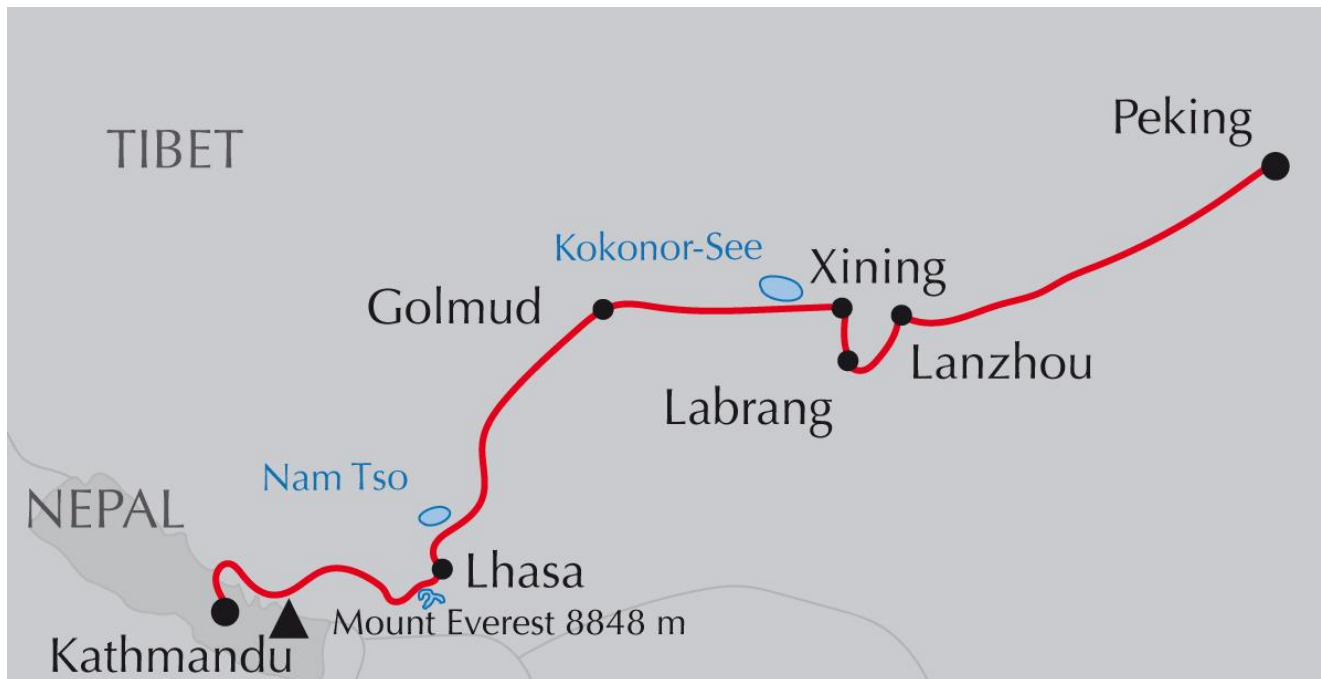 Peking
TIBET
Kokonor-See
Xining
Golmud
Lanzhou
Labrang
Nam Tso
NEPAL
Lhasa
Mount Everest 8848 m
Kathmandu